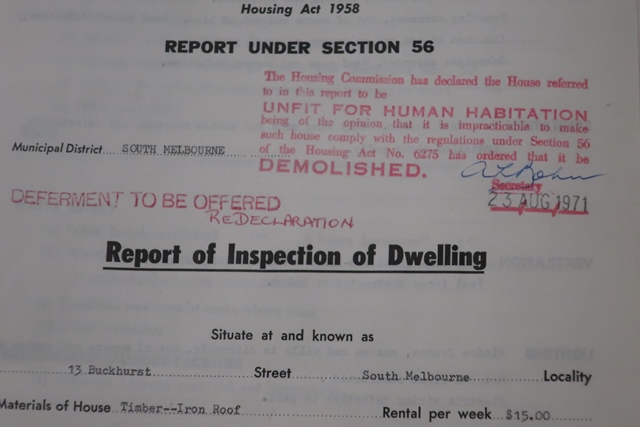 Housing Act 1958
REPORT UNDER SECTION 56
The Housing Commission has declared the House referred
to in this report to be
UNFIT FOR HUMAN HABITATION
being of the opinion that it is impracticable to make
such house comply with the regulations under Section 56
of the Housing Act No. 6275 has ordered that it be
DEMOLISHED.
Secretary
23 AUG 1971
Municipal District SOUTH MELBOURNE
DEFERMENT TO BE OFFERED
REDECLARATION
Report of Inspection of Dwelling
Situate at and known as
13 Buckhurst Street South Melbourne Locality
Materials of House Timber--Iron Roof Rental per week $15.00